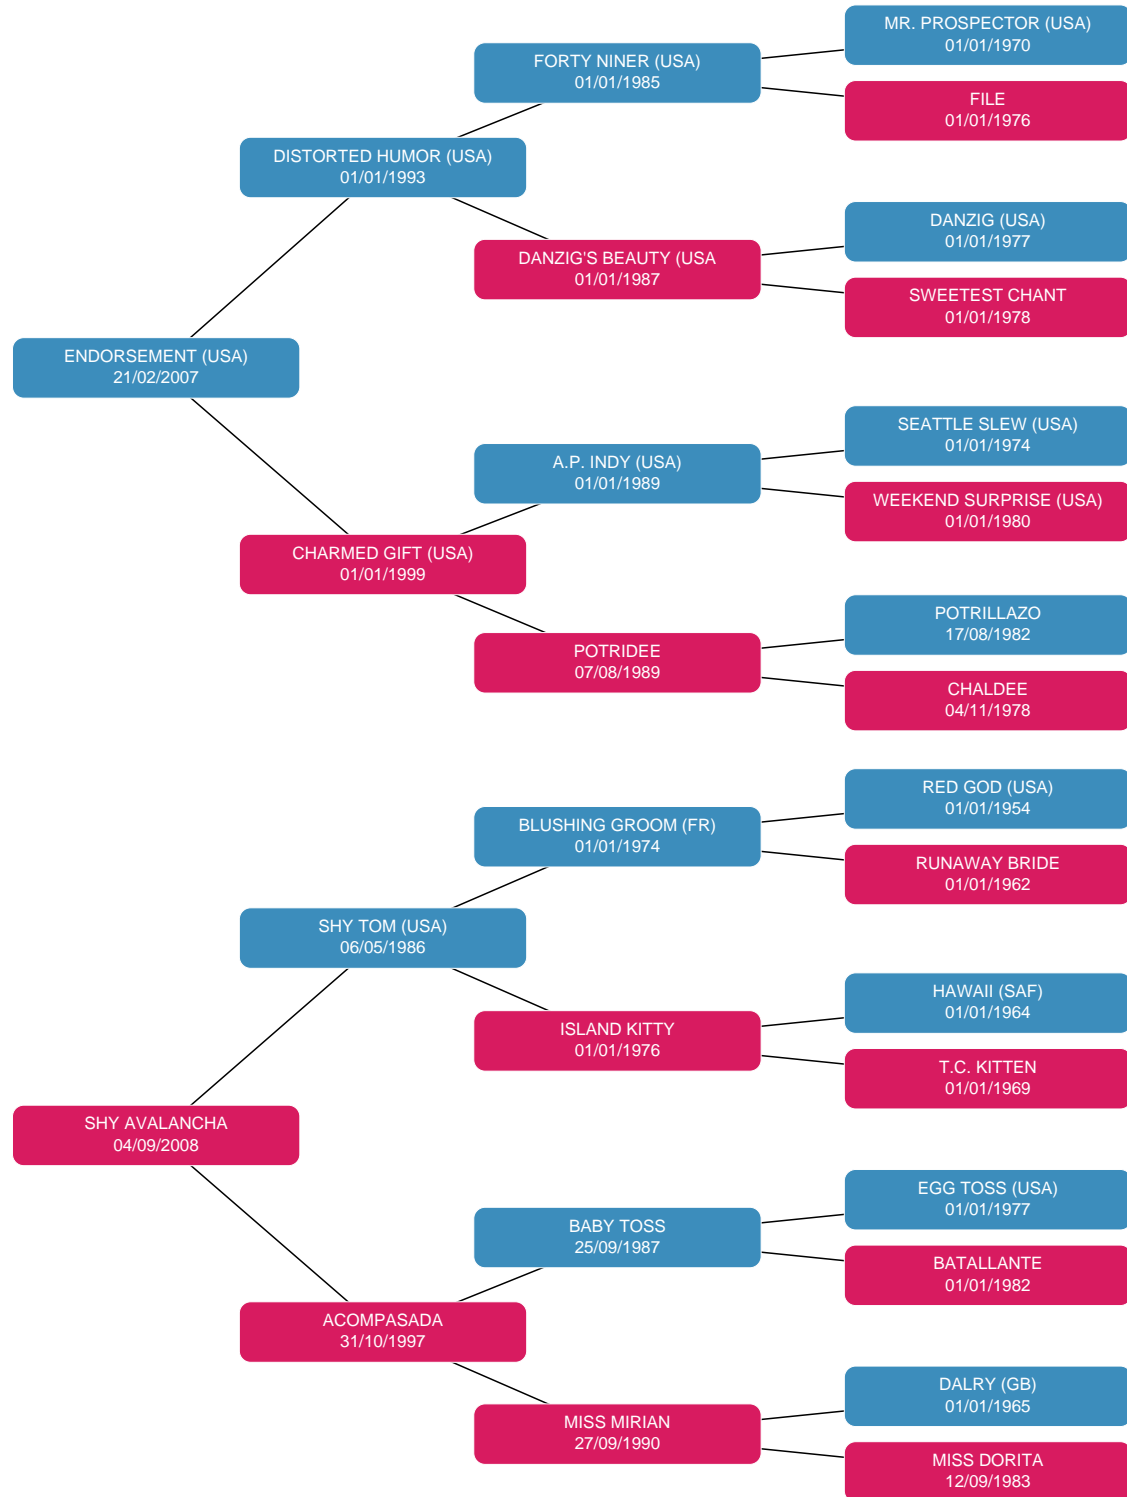 MR. PROSPECTOR (USA)
01/01/1970
FORTY NINER (USA)
01/01/1985
FILE
01/01/1976
DISTORTED HUMOR (USA)
01/01/1993
DANZIG (USA)
01/01/1977
DANZIG'S BEAUTY (USA
01/01/1987
SWEETEST CHANT
01/01/1978
ENDORSEMENT (USA)
21/02/2007
SEATTLE SLEW (USA)
01/01/1974
A.P. INDY (USA)
01/01/1989
WEEKEND SURPRISE (USA)
01/01/1980
CHARMED GIFT (USA)
01/01/1999
POTRILLAZO
17/08/1982
POTRIDEE
07/08/1989
CHALDEE
04/11/1978
RED GOD (USA)
01/01/1954
BLUSHING GROOM (FR)
01/01/1974
RUNAWAY BRIDE
01/01/1962
SHY TOM (USA)
06/05/1986
HAWAII (SAF)
01/01/1964
ISLAND KITTY
01/01/1976
T.C. KITTEN
01/01/1969
SHY AVALANCHA
04/09/2008
EGG TOSS (USA)
01/01/1977
BABY TOSS
25/09/1987
BATALLANTE
01/01/1982
ACOMPASADA
31/10/1997
DALRY (GB)
01/01/1965
MISS MIRIAN
27/09/1990
MISS DORITA
12/09/1983